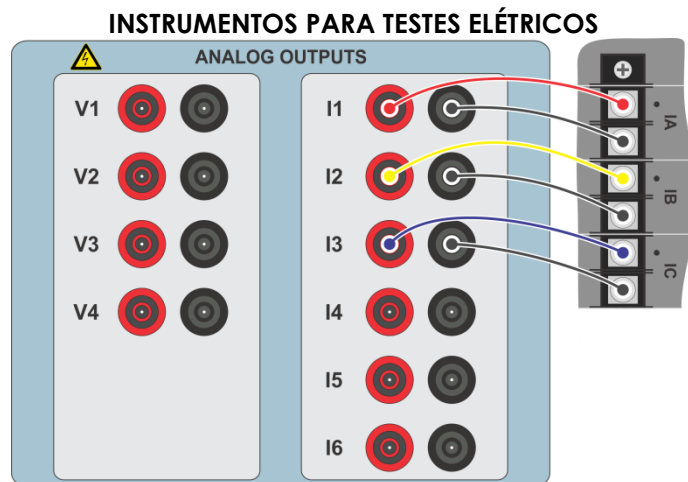 INSTRUMENTOS PARA TESTES ELÉTRICOS
ANALOG OUTPUTS
V1
V2
V3
V4
I1
I2
I3
I4
I5
I6
IA
IB
IC